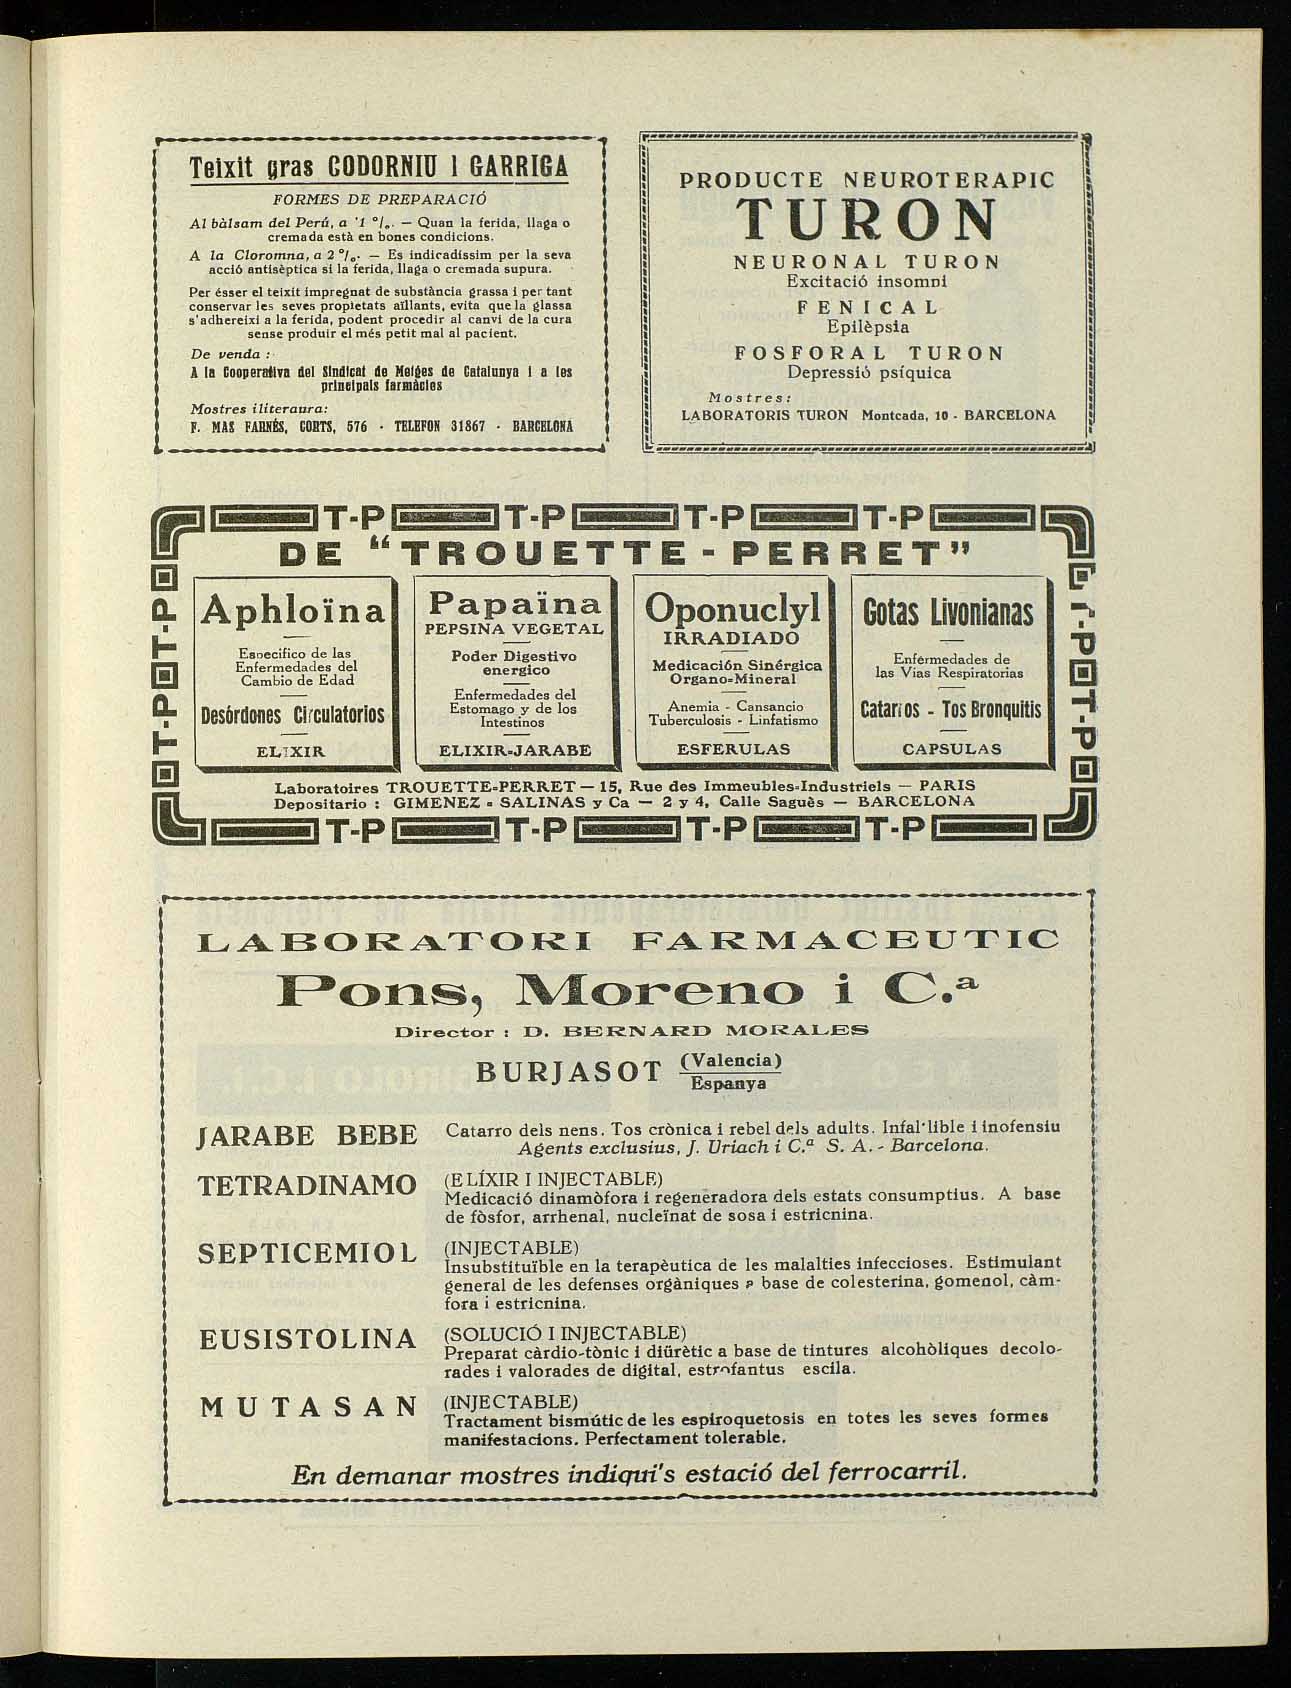 Teixit gras CODORNIU I GARRIGA
FORMES DE PREPARACIÓ
Al bàlsam del Perú, a '1 º/o. — Quan la ferida, llaga o
cremada està en bones condicions.
A la Cloromna, a 2 º/o. — Es indicadíssim per la seva
acció antisèptica si la ferida, llaga o cremada supura.
Per ésser el teixit impregnat de substància grassa i per tant
conservar les seves propietats aïllants, evita que la glassa
s'adhereixi a la ferida, podent procedir al canvi de la cura
sense produir el més petit mal al pacient.
De venda :
A la Cooperativa del Sindicat de Metges de Catalunya i a les
principals farmàcies
Mostres i literaura:
F. MAS FARNÉS, CORTS, 576 - TELEFON 31867 - BARCELONA
PRODUCTE NEUROTERAPIC
TURON
NEURONAL TURON
Excitació insomni
FENICAL
Epilèpsia
FOSFORAL TURON
Depressió psíquica
Mostres:
LABORATORIS TURON Montcada, 10 - BARCELONA
T-P T-P T-P T-P
DE “TROUETTE - PERRET”
T-P T-P
T-P T-P
Aphloïna
Especifico de las
Enfermedades del
Cambio de Edad
Desórdones Circulatorios
ELIXIR
Papaïna
PEPSINA VEGETAL
Poder Digestivo
energico
Enfermedades del
Estomago y de los
Intestinos
ELIXIR-JARABE
Oponuclyl
IRRADIADO
Medicación Sinérgica
Organo-Mineral
Anemia - Cansancio
Tuberculosis - Linfatismo
ESFERULAS
Gotas Livonianas
Enfermedades de
las Vias Respiratorias
Catarros - Tos Bronquitis
CAPSULAS
Laboratoires TROUETTE-PERRET — 15, Rue des Immeubles-Industriels — PARIS
Depositario : GIMENEZ - SALINAS y Ca — 2 y 4, Calle Saguès — BARCELONA
T-P T-P T-P T-P
LABORATORI FARMACEUTIC
Pons, Moreno i C.ª
Director : D. BERNARD MORALES
BURJASOT (Valencia)
Espanya
JARABE BEBE Catarro dels nens. Tos crònica i rebel dels adults. Infal·lible i inofensiu
Agents exclusius, J. Uriach i C.ª S. A. - Barcelona.
TETRADINAMO (ELÍXIR I INJECTABLE)
Medicació dinamòfora i regeneradora dels estats consumptius. A base
de fòsfor, arrhenal, nucleïnat de sosa i estricnina.
SEPTICEMIOL (INJECTABLE)
Insubstituïble en la terapèutica de les malalties infeccioses. Estimulant
general de les defenses orgàniques a base de colesterina, gomenol, càm-
fora i estricnina.
EUSISTOLINA (SOLUCIÓ I INJECTABLE)
Preparat càrdio-tònic i diürètic a base de tintures alcohòliques decolo-
rades i valorades de digital, estrofantus escila.
MUTASAN (INJECTABLE)
Tractament bismútic de les espiroquetosis en totes les seves formes
manifestacions. Perfectament tolerable.
En demanar mostres indiqui's estació del ferrocarril.